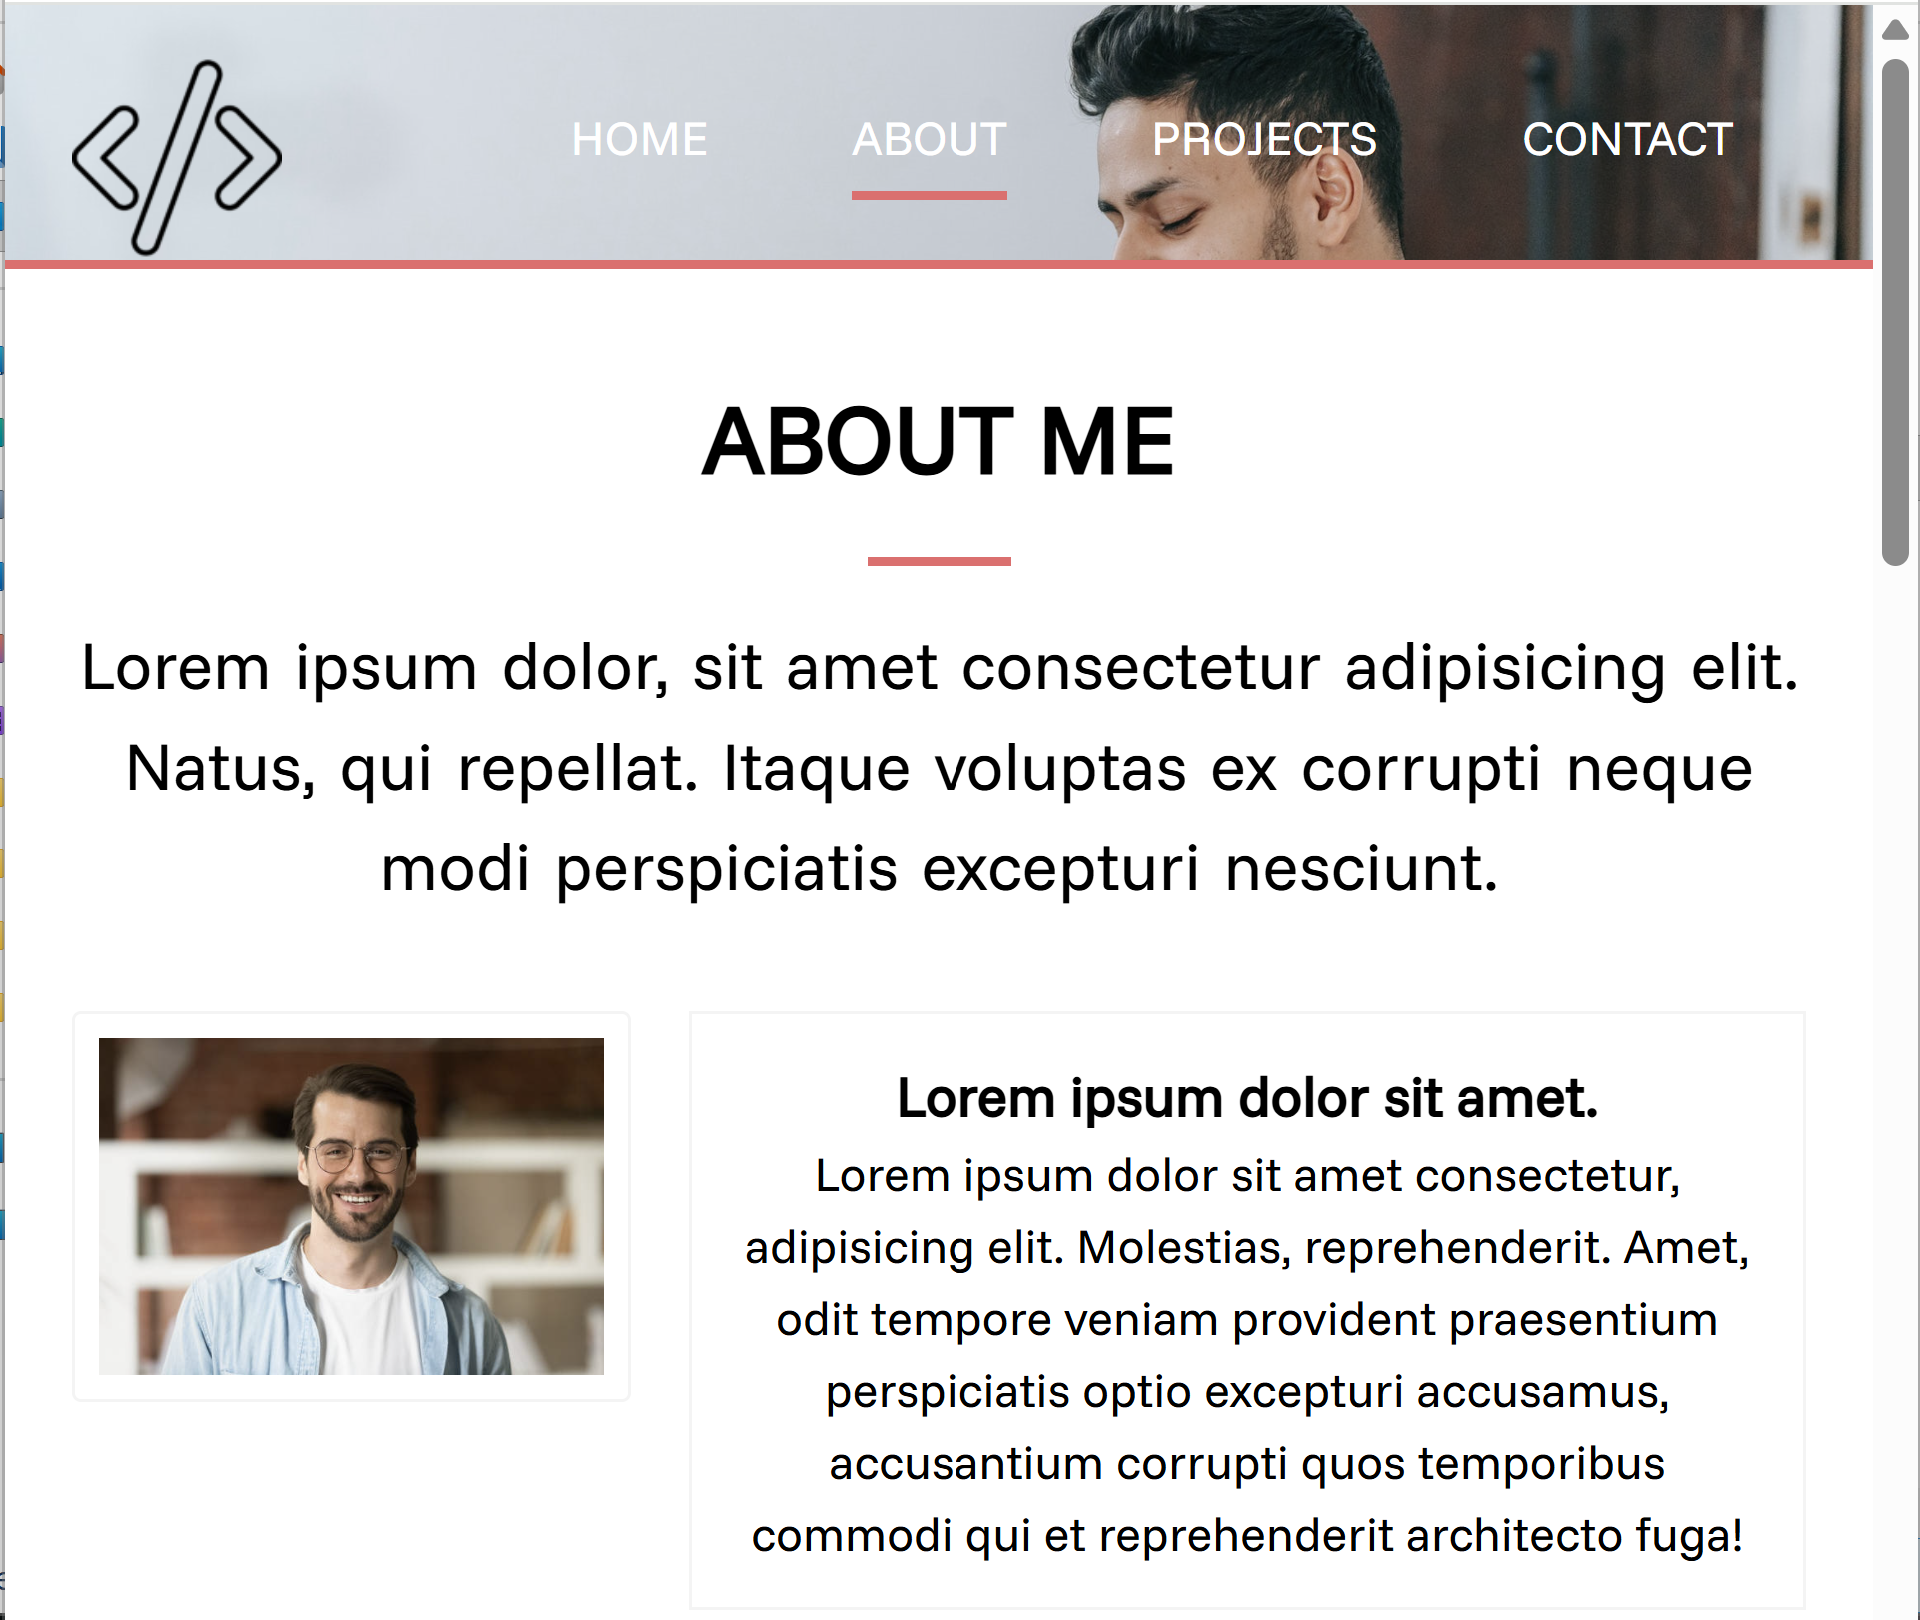 HOME ABOUT PROJECTS CONTACT
ABOUT ME
Lorem ipsum dolor, sit amet consectetur adipisicing elit.
Natus, qui repellat. Itaque voluptas ex corrupti neque
modi perspiciatis excepturi nesciunt.
Lorem ipsum dolor sit amet.
Lorem ipsum dolor sit amet consectetur,
adipisicing elit. Molestias, reprehenderit. Amet,
odit tempore veniam provident praesentium
perspiciatis optio excepturi accusamus,
accusantium corrupti quos temporibus
commodi qui et reprehenderit architecto fuga!